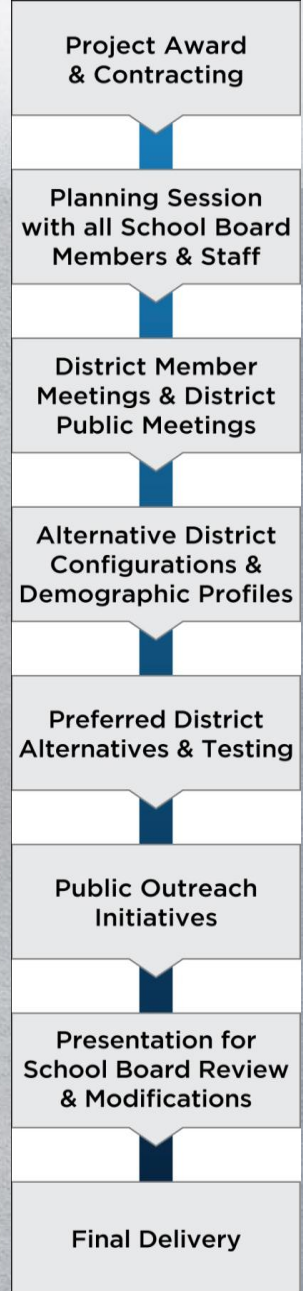 Project Award
& Contracting
Planning Session
with all School Board
Members & Staff
District Member
Meetings & District
Public Meetings
Alternative District
Configurations &
Demographic Profiles
Preferred District
Alternatives & Testing
Public Outreach
Initiatives
Presentation for
School Board Review
& Modifications
Final Delivery